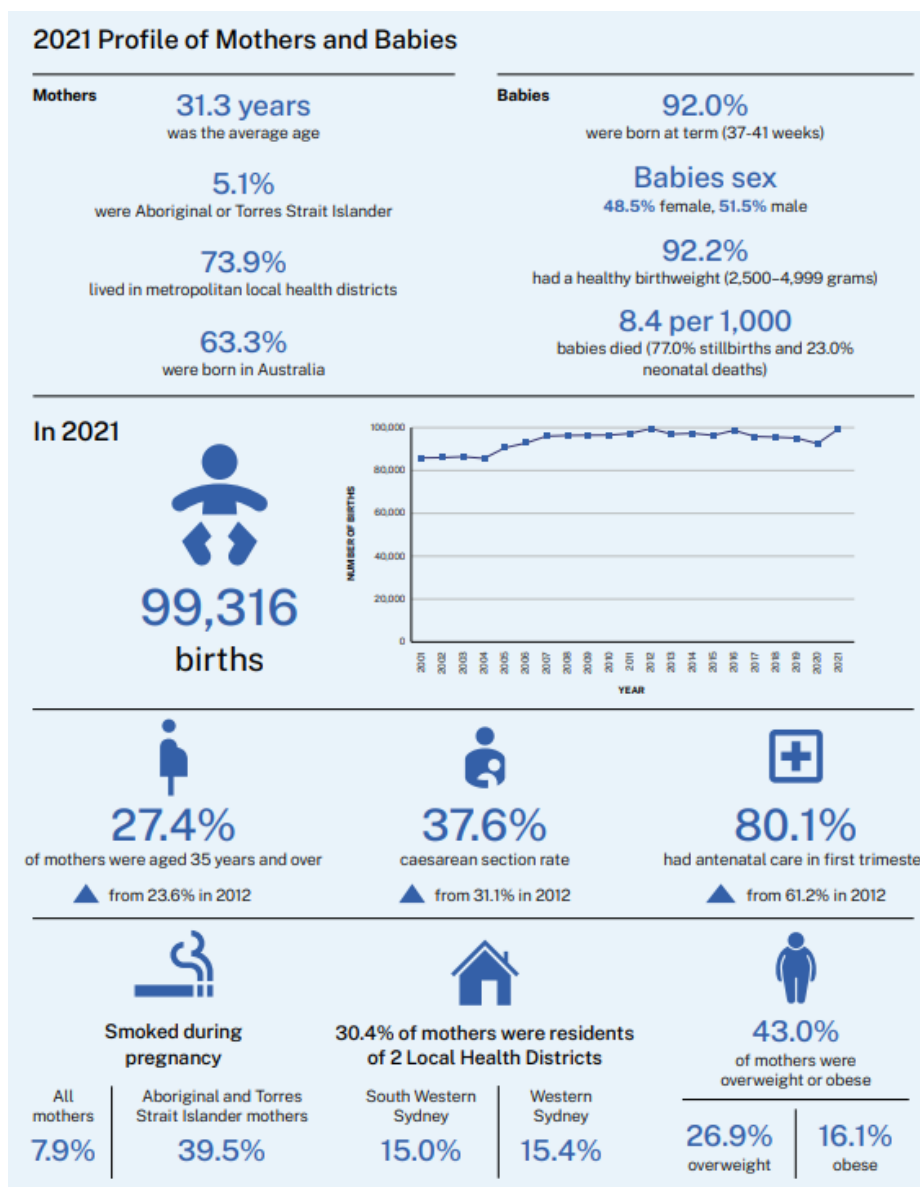 2021 Profile of Mothers and Babies
Mothers
31.3 years
was the average age
5.1%
were Aboriginal or Torres Strait Islander
73.9%
lived in metropolitan local health districts
63.3%
were born in Australia
Babies
92.0%
were born at term (37-41 weeks)
Babies sex
48.5% female, 51.5% male
92.2%
had a healthy birthweight (2,500–4,999 grams)
8.4 per 1,000
babies died (77.0% stillbirths and 23.0%
neonatal deaths)
In 2021
99,316
births
NUMBER OF BIRTHS
100,000
80,000
60,000
40,000
20,000
0
2001
2002
2003
2004
2005
2006
2007
2008
2009
2010
2011
2012
2013
2014
2015
2016
2017
2018
2019
2020
2021
YEAR
27.4%
of mothers were aged 35 years and over
from 23.6% in 2012
37.6%
caesarean section rate
from 31.1% in 2012
80.1%
had antenatal care in first trimeste
from 61.2% in 2012
Smoked during
pregnancy
All
mothers
7.9%
Aboriginal and Torres
Strait Islander mothers
39.5%
30.4% of mothers were residents
of 2 Local Health Districts
South Western
Sydney
15.0%
Western
Sydney
15.4%
43.0%
of mothers were
overweight or obese
26.9%
overweight
16.1%
obese